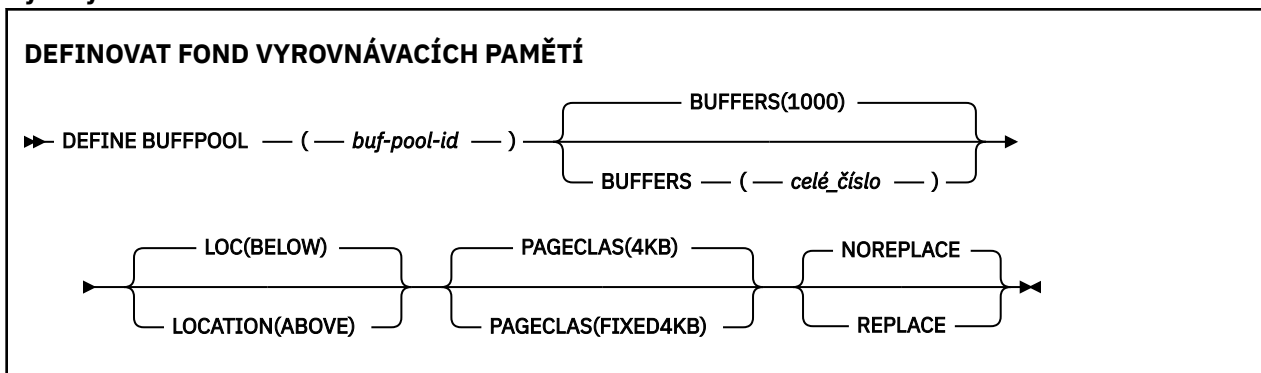 DEFINOVAT FOND VYROVNÁVACÍCH PAMĚTÍ
BUFFERS(1000)
DEFINE BUFFPOOL ( buf-pool-id )
BUFFERS ( celé_číslo )
LOC(BELOW) PAGECLAS(4KB) NOREPLACE
LOCATION(ABOVE) PAGECLAS(FIXED4KB) REPLACE